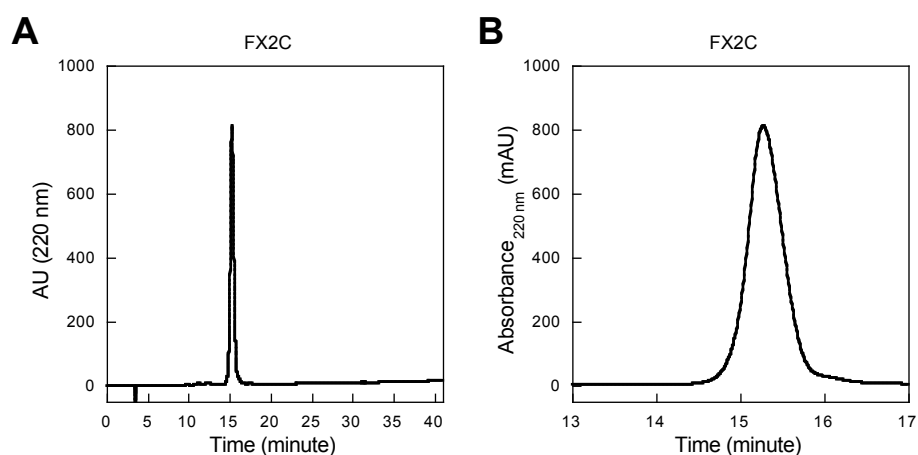 A
FX2C
1000
800
600
400
200
0
AU (220 nm)
0 5 10 15 20 25 30 35 40
Time (minute)
B
FX2C
1000
800
600
400
200
0
Absorbance220 nm (mAU)
13 14 15 16 17
Time (minute)